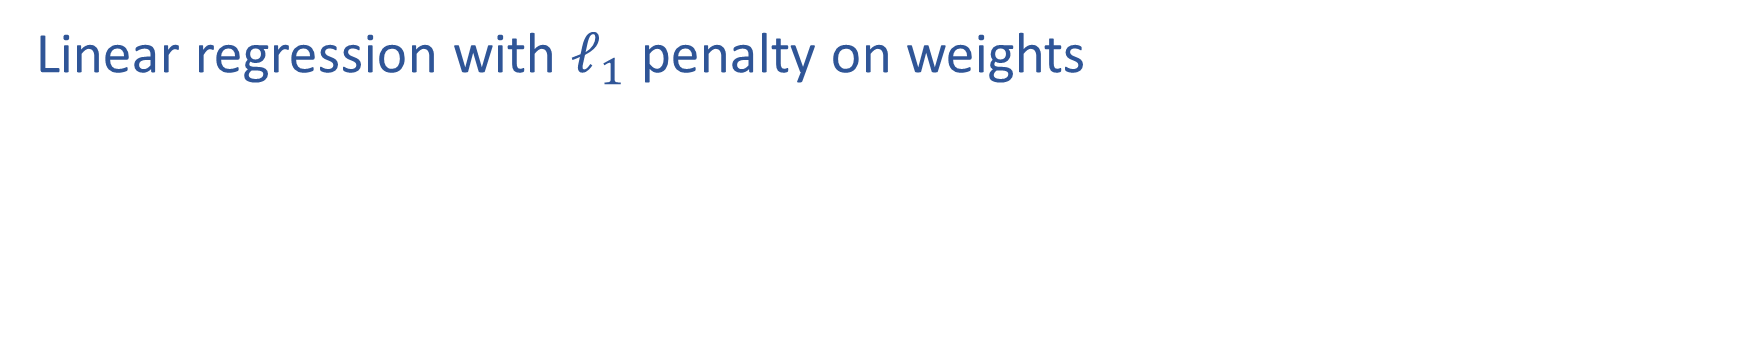 Linear regression with ℓ₁ penalty on weights